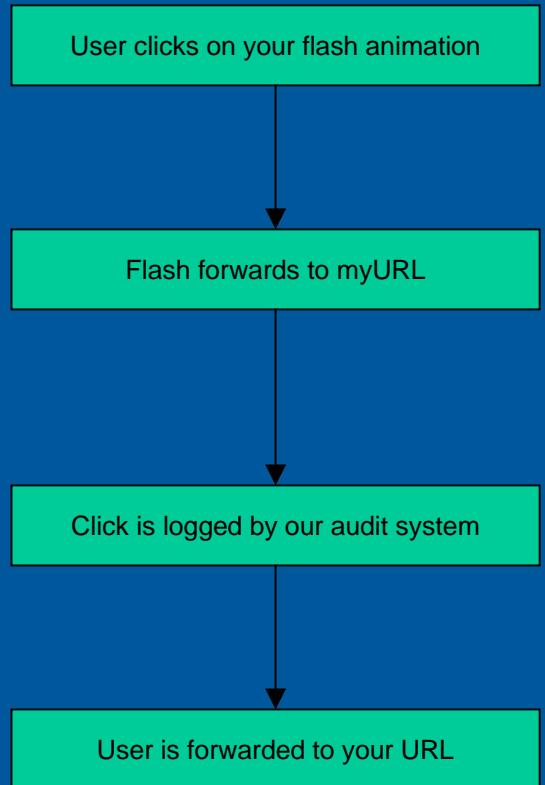 User clicks on your flash animation
Flash forwards to myURL
Click is logged by our audit system
User is forwarded to your URL